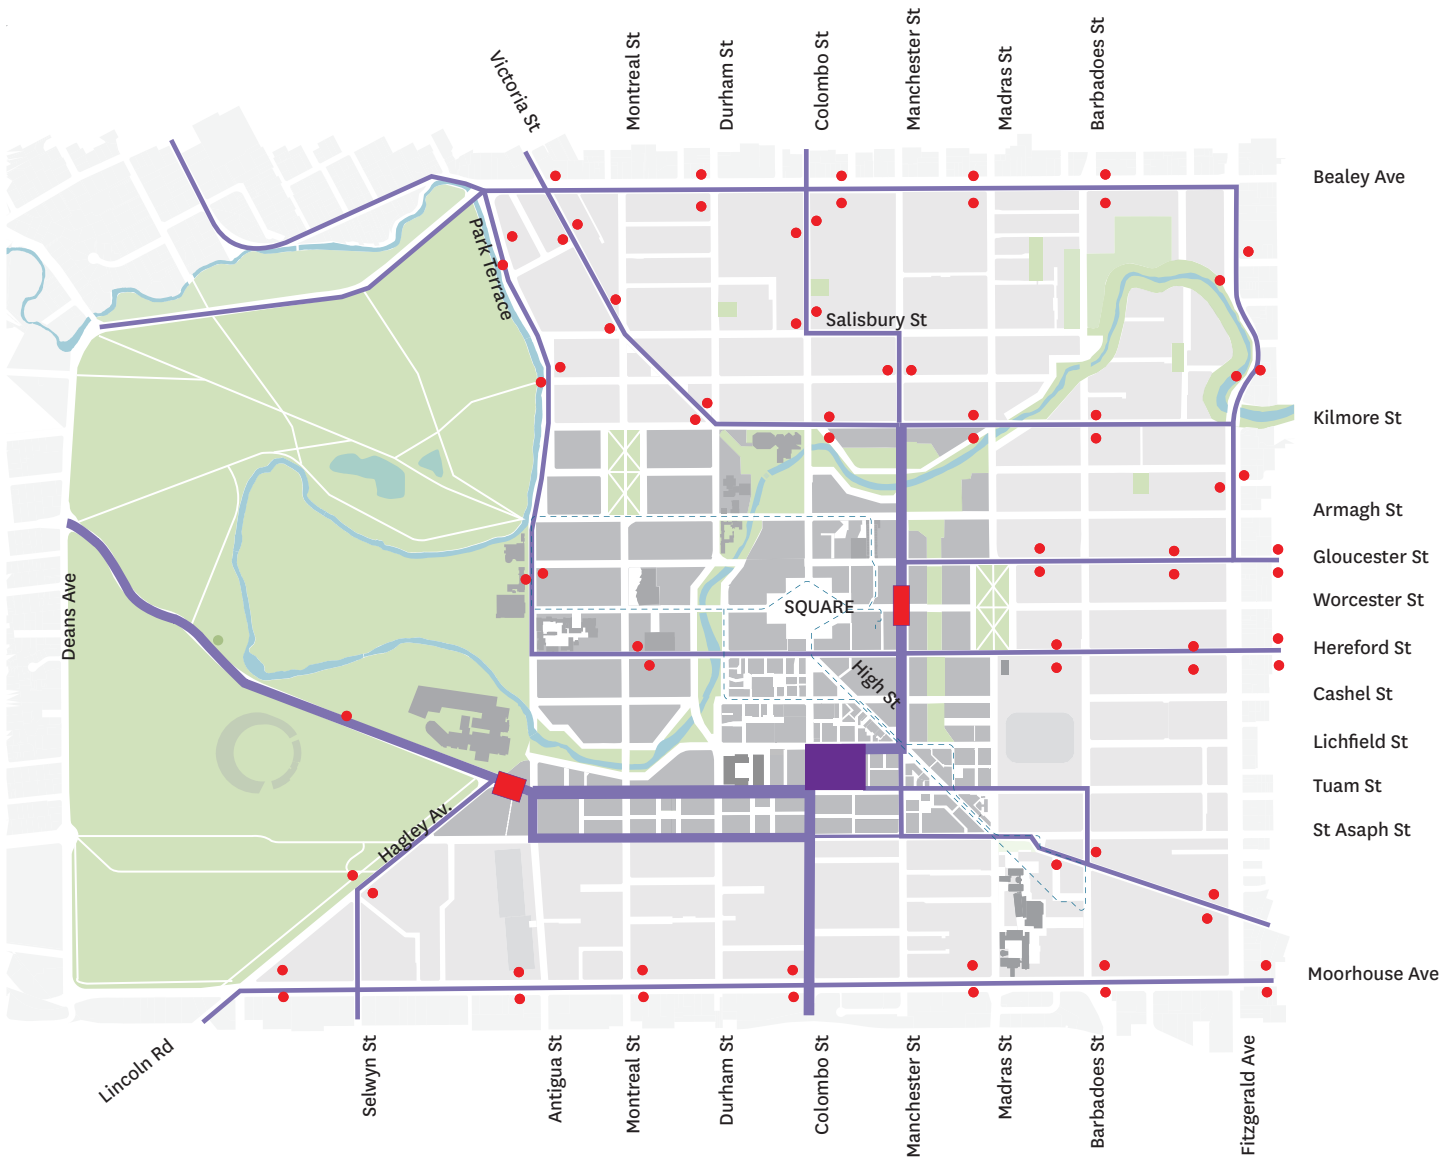 Victoria St
Montreal St
Durham St
Colombo St
Manchester St
Madras St
Barbadoes St
Bealey Ave
Park Terrace
Salisbury St
Kilmore St
Armagh St
Gloucester St
Deans Ave
SQUARE
Worcester St
Hereford St
High St
Cashel St
Lichfield St
Tuam St
Hagley Av.
St Asaph St
Moorhouse Ave
Lincoln Rd
Selwyn St
Antigua St
Montreal St
Durham St
Colombo St
Manchester St
Madras St
Barbadoes St
Fitzgerald Ave